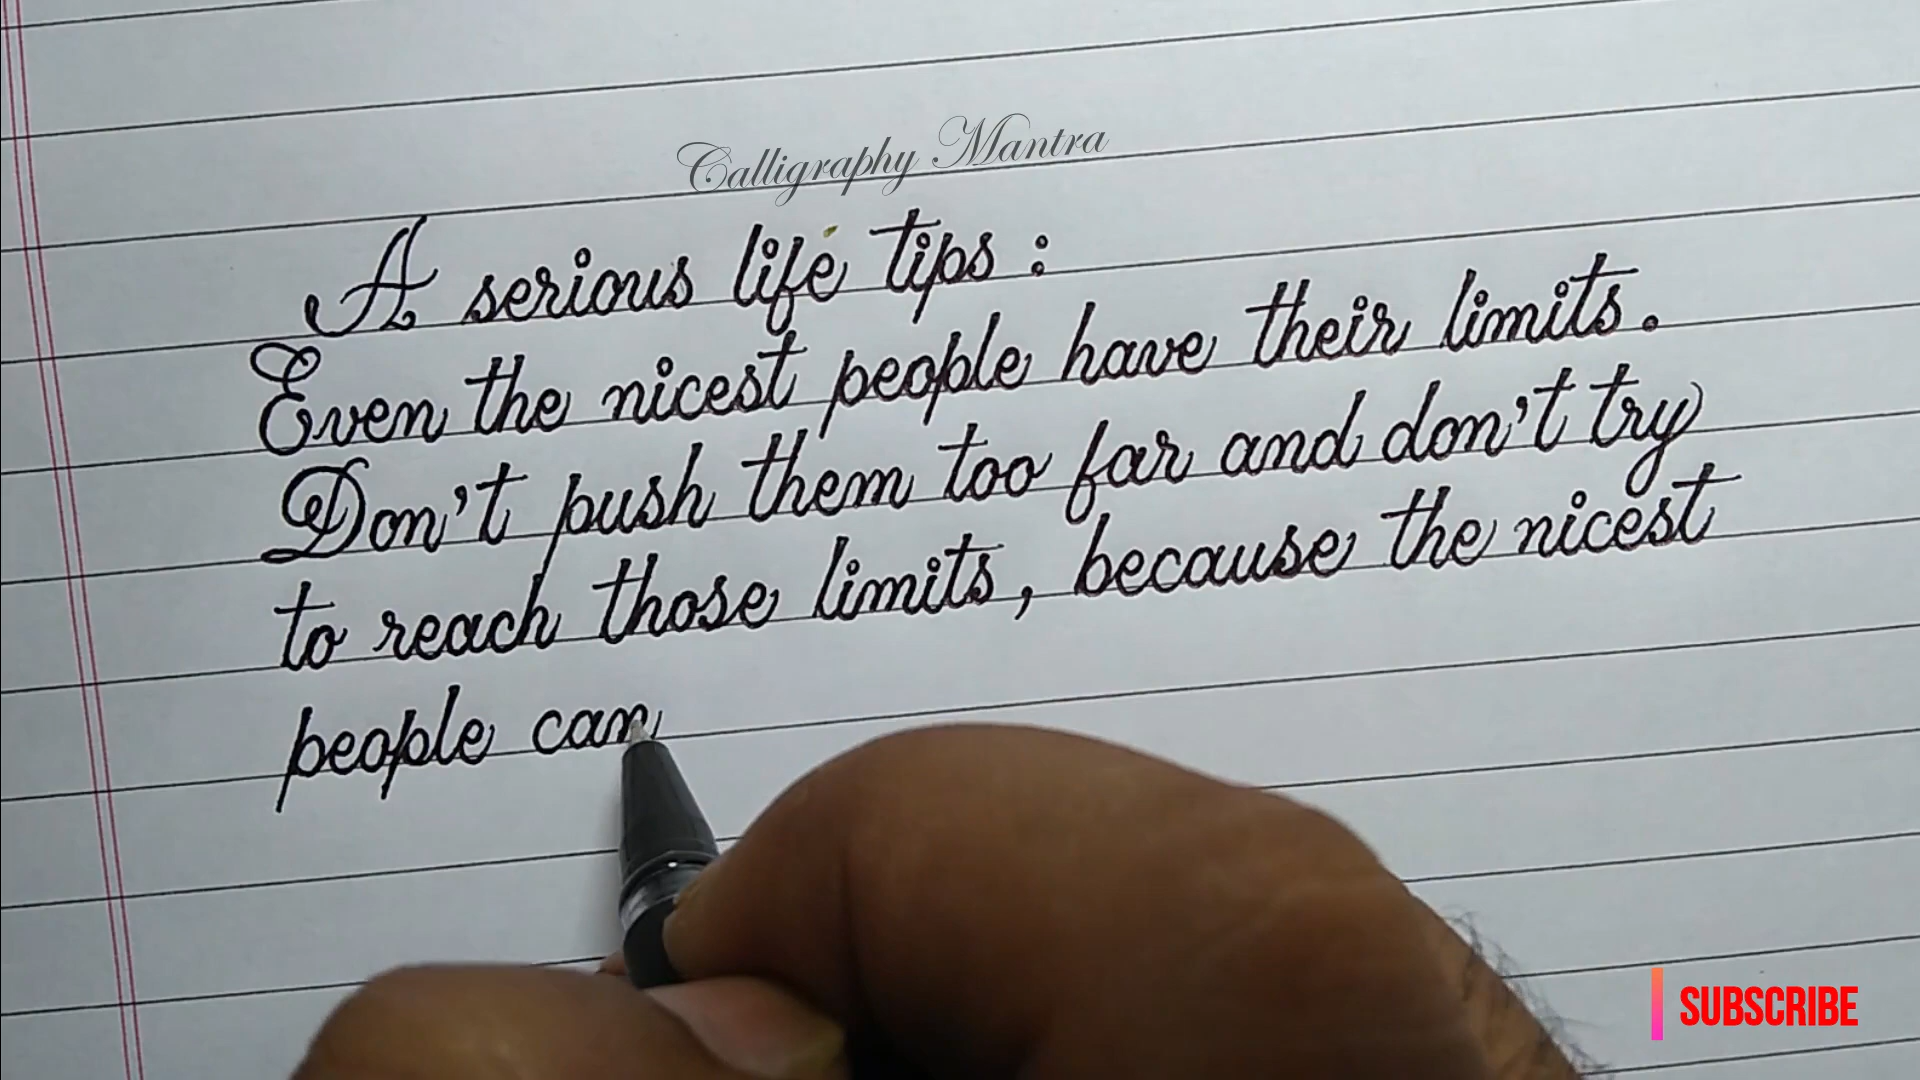 Calligraphy Mantra
A serious life tips :
Even the nicest people have their limits.
Don't push them too far and don't try
to reach those limits, because the nicest
people can
SUBSCRIBE